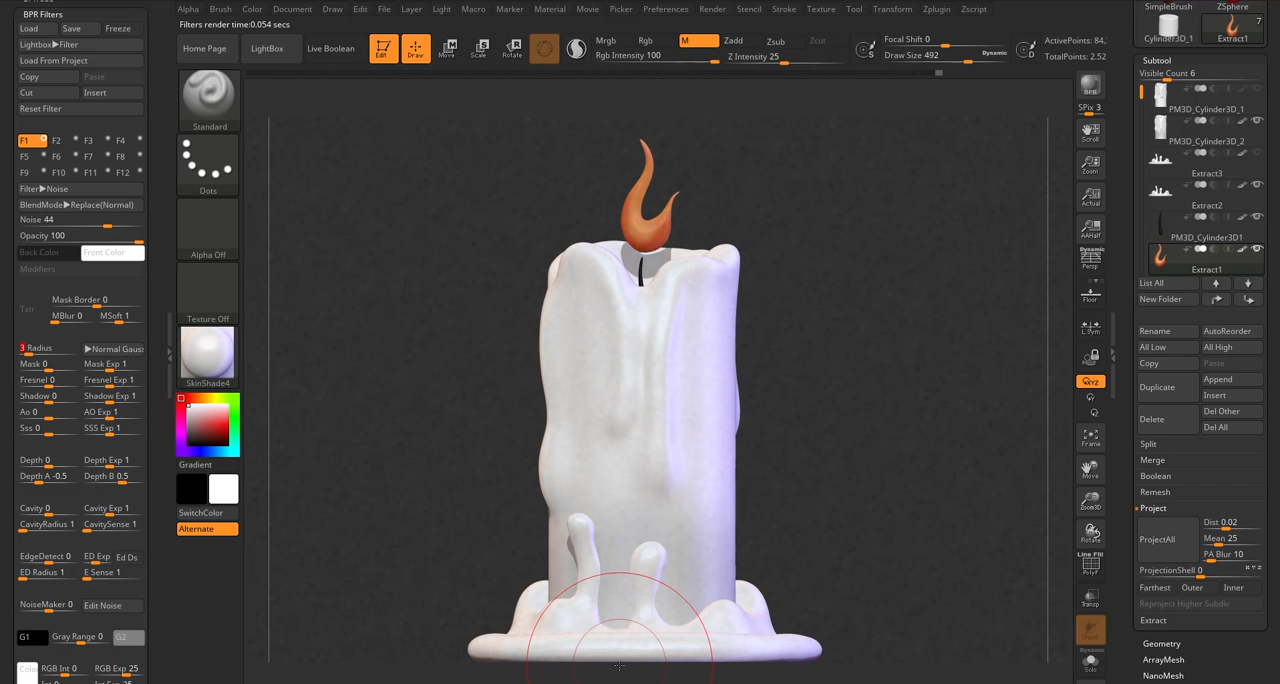 BPR Filters
Load Save Freeze
Lightbox▶Filter
Load From Project
Copy Paste
Cut Insert
Reset Filter
F1 F2 F3 F4
F5 F6 F7 F8
F9 F10 F11 F12
Filter▶Noise
BlendMode▶Replace(Normal)
Noise 44
Opacity 100
Back Color Front Color
Modifiers
Txtr
Mask Border 0
MBlur 0 MSoft 1
3 Radius ▶Normal Gaus
Mask 0 Mask Exp 1
Fresnel 0 Fresnel Exp 1
Shadow 0 Shadow Exp 1
Ao 0 AO Exp 1
Sss 0 SSS Exp 1
Depth 0 Depth Exp 1
Depth A -0.5 Depth B 0.5
Cavity 0 Cavity Exp 1
CavityRadius 1 CavitySense 1
EdgeDetect 0 ED Exp Ed Ds
ED Radius 1 E Sense 1
NoiseMaker 0 Edit Noise
G1 Gray Range 0 G2
Color RGB Int 0 RGB Exp 25
Alpha Brush Color Document Draw Edit File Layer Light Macro Marker Material Movie Picker Preferences Render Stencil Stroke Texture Tool Transform Zplugin Zscript
Filters render time:0.054 secs
Home Page LightBox Live Boolean
Edit Draw Move Scale Rotate
Mrgb Rgb M Zadd Zsub Zcut
Rgb Intensity 100 Z Intensity 25
S
Focal Shift 0
Draw Size 492 Dynamic
D
ActivePoints: 84,
TotalPoints: 2.52
Standard
Dots
Alpha Off
Texture Off
SkinShade4
Gradient
SwitchColor
Alternate
BPR
SPix 3
Scroll
Zoom
Actual
AAHalf
Dynamic
Persp
Floor
L.Sym
XYZ
Frame
Move
Zoom3D
Rotate
Line Fill
PolyF
Transp
Ghost
Dynamic
Solo
SimpleBrush ZSphere
7
Cylinder3D_1 Extract1
Subtool
Visible Count 6
PM3D_Cylinder3D_1
PM3D_Cylinder3D_2
Extract3
Extract2
PM3D_Cylinder3D1
Extract1
List All
New Folder
Rename AutoReorder
All Low All High
Copy Paste
Duplicate Append
Insert
Delete Del Other
Del All
Split
Merge
Boolean
Remesh
Project
ProjectAll
Dist 0.02
Mean 25
PA Blur 10
ProjectionShell 0
Farthest Outer Inner
Reproject Higher Subdiv
Extract
Geometry
ArrayMesh
NanoMesh